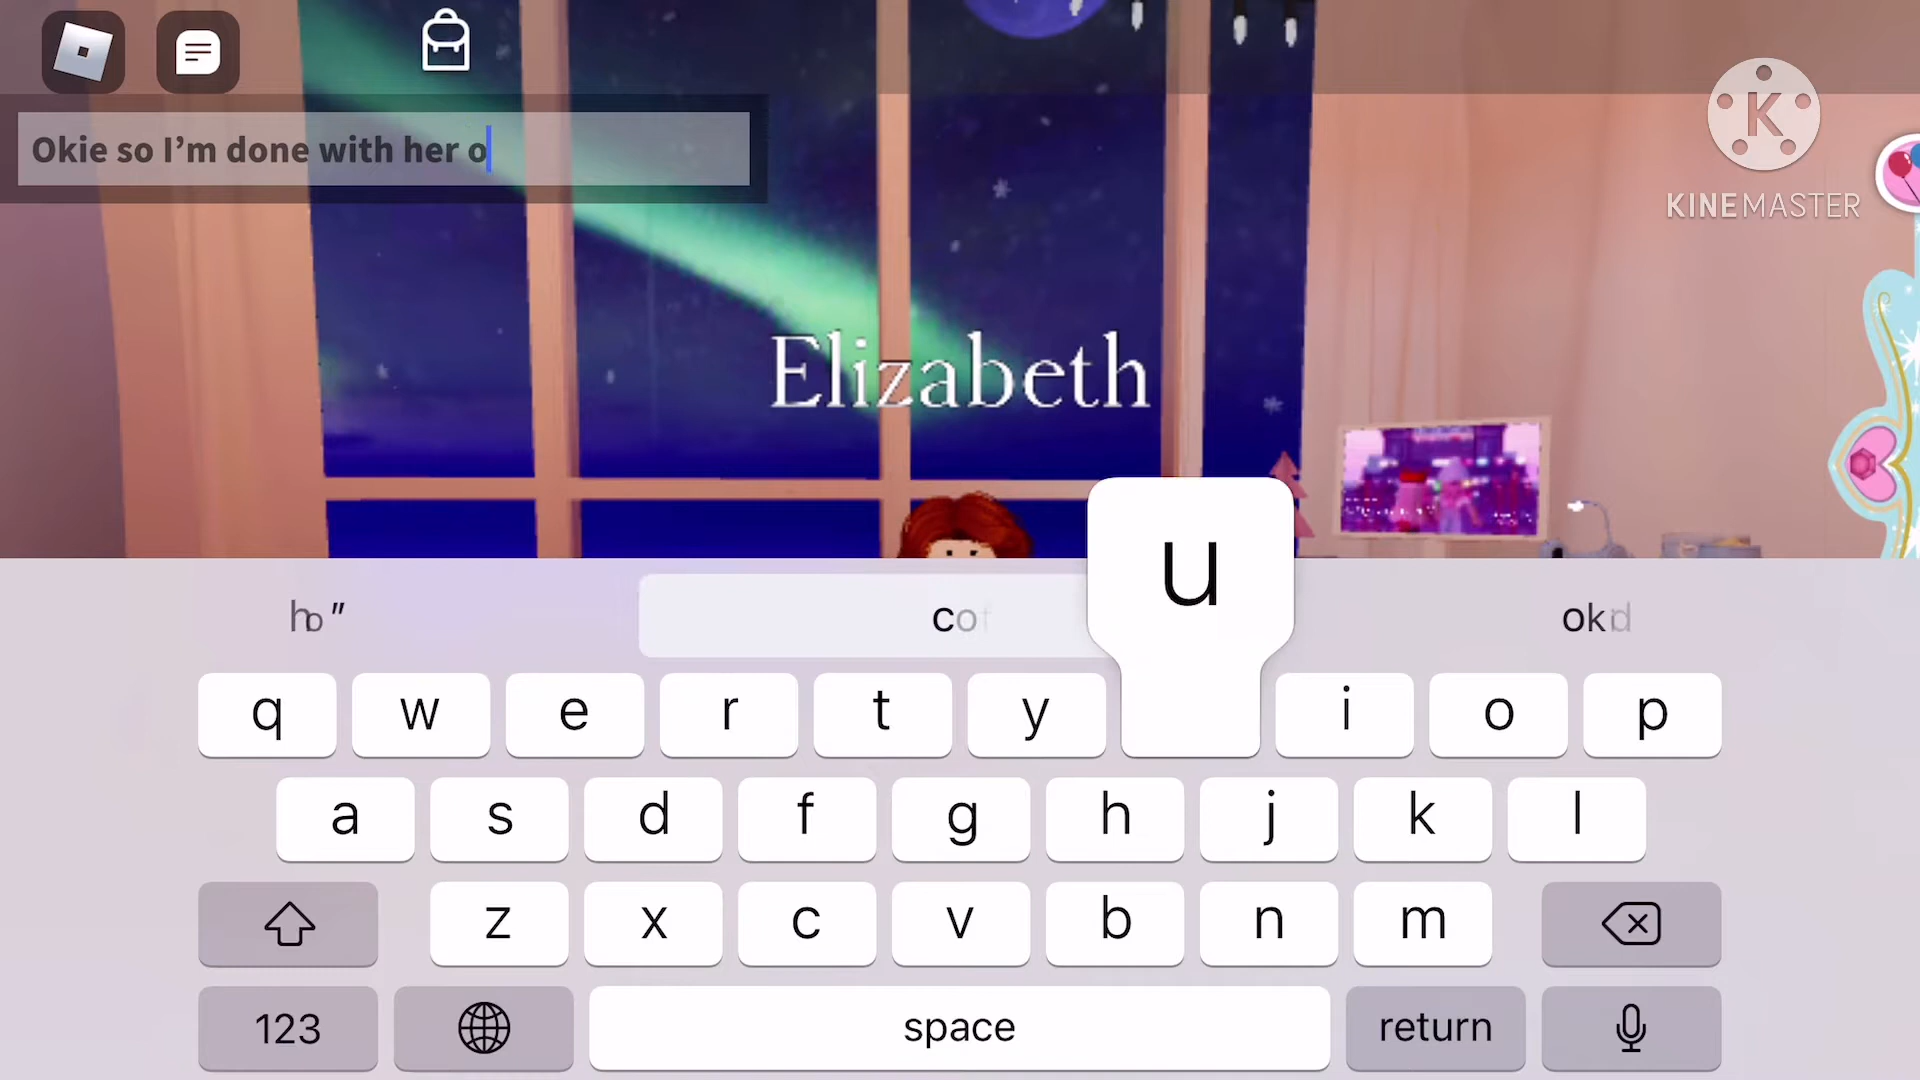 Okie so I’m done with her o
K
KINEMASTER
Elizabeth
u
q w e r t y i o p
a s d f g h j k l
z x c v b n m
123 space return